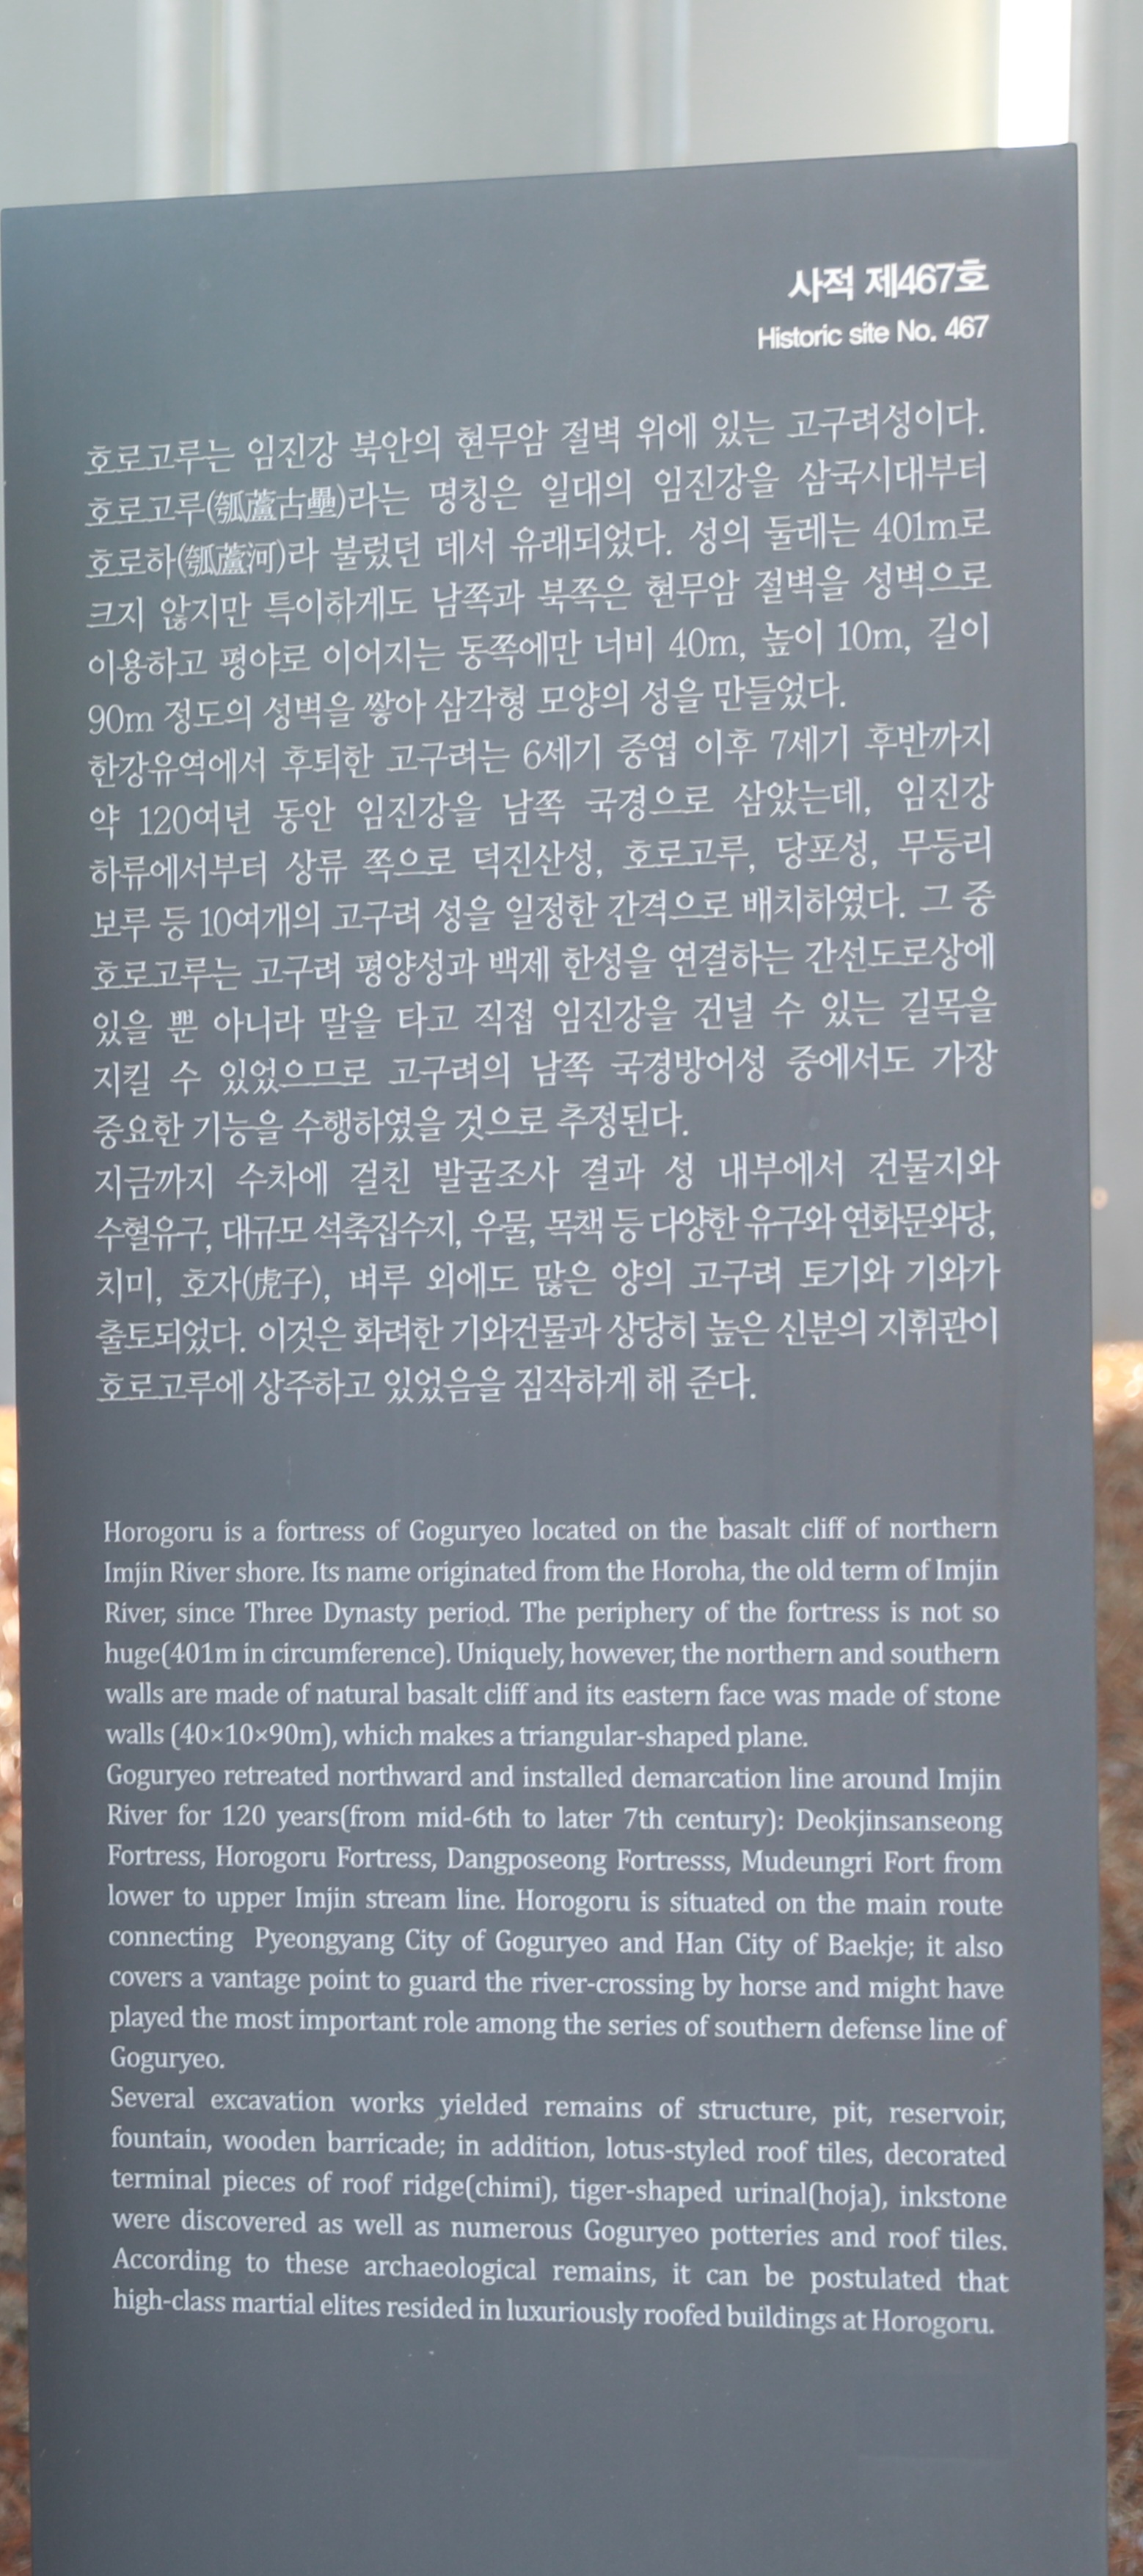 사적 제467호
Historic site No. 467
호로고루는 임진강 북안의 현무암 절벽 위에 있는 고구려성이다.
호로고루(瓠蘆古壘)라는 명칭은 일대의 임진강을 삼국시대부터
호로하(瓠蘆河)라 불렀던 데서 유래되었다. 성의 둘레는 401m로
크지 않지만 특이하게도 남쪽과 북쪽은 현무암 절벽을 성벽으로
이용하고 평야로 이어지는 동쪽에만 너비 40m, 높이 10m, 길이
90m 정도의 성벽을 쌓아 삼각형 모양의 성을 만들었다.
한강유역에서 후퇴한 고구려는 6세기 중엽 이후 7세기 후반까지
약 120여년 동안 임진강을 남쪽 국경으로 삼았는데, 임진강
하류에서부터 상류 쪽으로 덕진산성, 호로고루, 당포성, 무등리
보루 등 10여개의 고구려 성을 일정한 간격으로 배치하였다. 그 중
호로고루는 고구려 평양성과 백제 한성을 연결하는 간선도로상에
있을 뿐 아니라 말을 타고 직접 임진강을 건널 수 있는 길목을
지킬 수 있었으므로 고구려의 남쪽 국경방어성 중에서도 가장
중요한 기능을 수행하였을 것으로 추정된다.
지금까지 수차에 걸친 발굴조사 결과 성 내부에서 건물지와
수혈유구, 대규모 석축집수지, 우물, 목책 등 다양한 유구와 연화문와당,
치미, 호자(虎子), 벼루 외에도 많은 양의 고구려 토기와 기와가
출토되었다. 이것은 화려한 기와건물과 상당히 높은 신분의 지휘관이
호로고루에 상주하고 있었음을 짐작하게 해 준다.
Horogoru is a fortress of Goguryeo located on the basalt cliff of northern
Imjin River shore. Its name originated from the Horoha, the old term of Imjin
River, since Three Dynasty period. The periphery of the fortress is not so
huge(401m in circumference). Uniquely, however, the northern and southern
walls are made of natural basalt cliff and its eastern face was made of stone
walls (40×10×90m), which makes a triangular-shaped plane.
Goguryeo retreated northward and installed demarcation line around Imjin
River for 120 years(from mid-6th to later 7th century): Deokjinsanseong
Fortress, Horogoru Fortress, Dangposeong Fortresss, Mudeungri Fort from
lower to upper Imjin stream line. Horogoru is situated on the main route
connecting Pyeongyang City of Goguryeo and Han City of Baekje; it also
covers a vantage point to guard the river-crossing by horse and might have
played the most important role among the series of southern defense line of
Goguryeo.
Several excavation works yielded remains of structure, pit, reservoir,
fountain, wooden barricade; in addition, lotus-styled roof tiles, decorated
terminal pieces of roof ridge(chimi), tiger-shaped urinal(hoja), inkstone
were discovered as well as numerous Goguryeo potteries and roof tiles.
According to these archaeological remains, it can be postulated that
high-class martial elites resided in luxuriously roofed buildings at Horogoru.